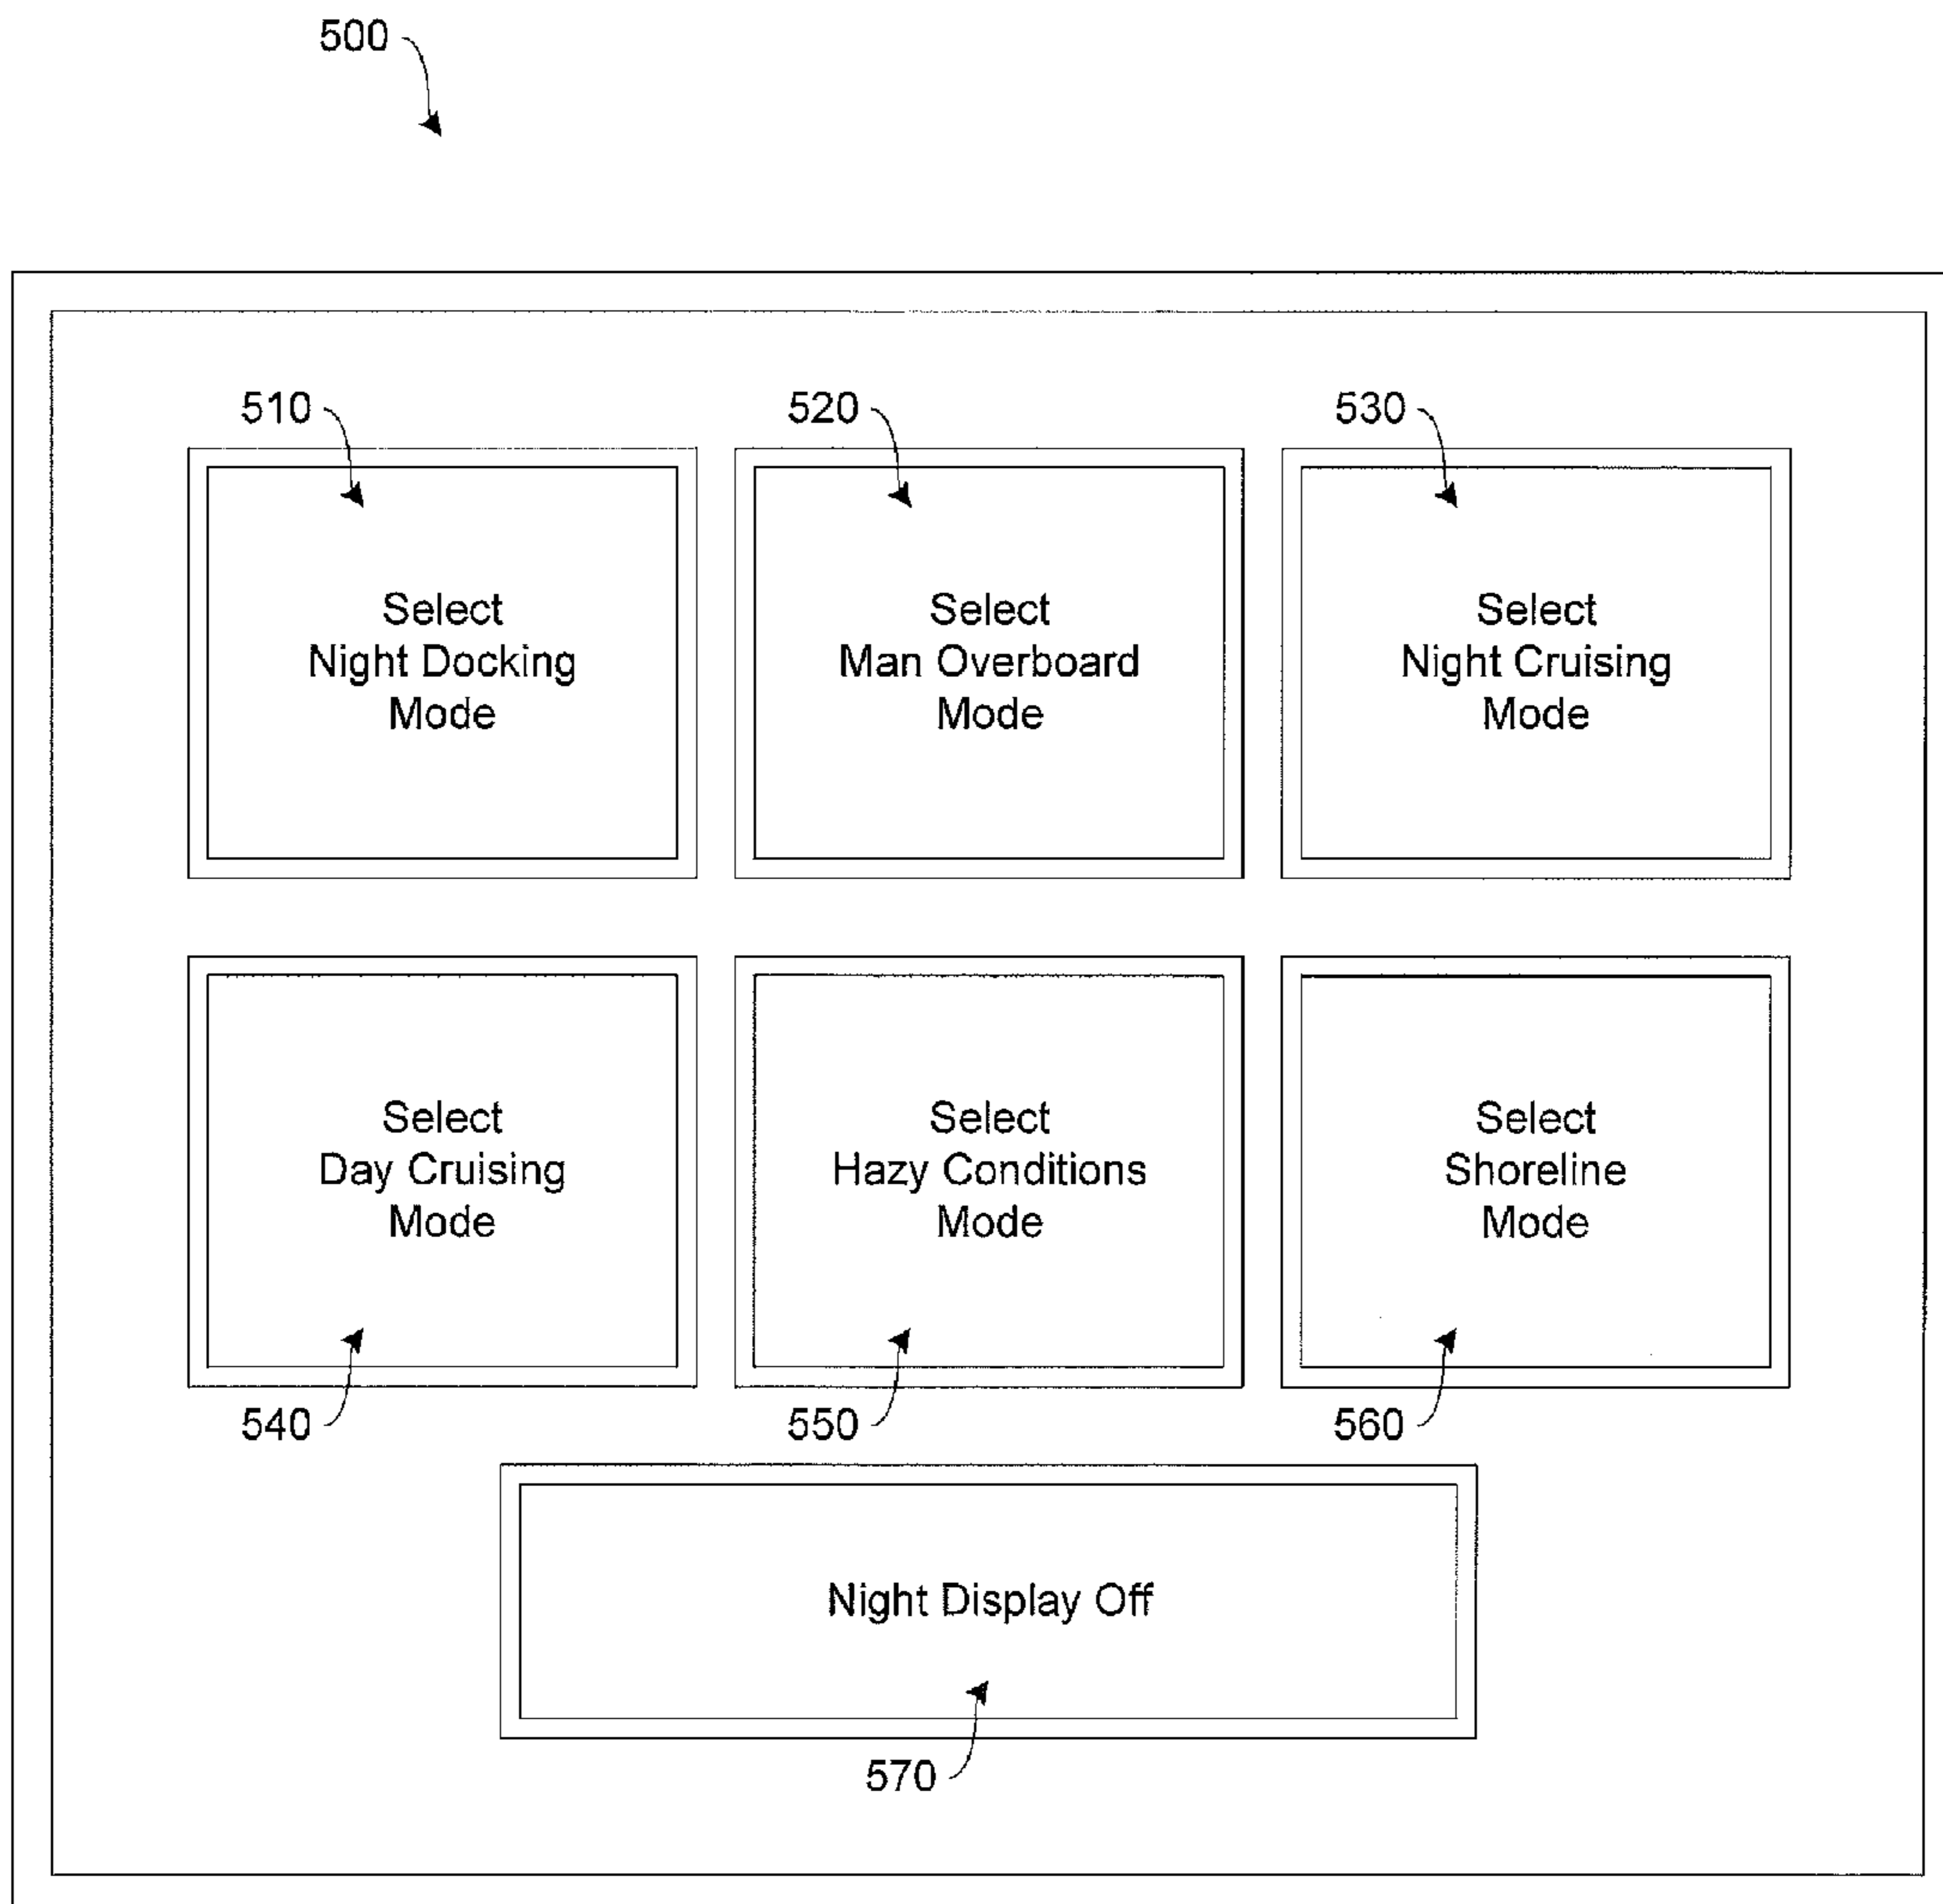 500
510
520
530
Select
Night Docking
Mode
Select
Man Overboard
Mode
Select
Night Cruising
Mode
Select
Day Cruising
Mode
Select
Hazy Conditions
Mode
Select
Shoreline
Mode
540
550
560
Night Display Off
570